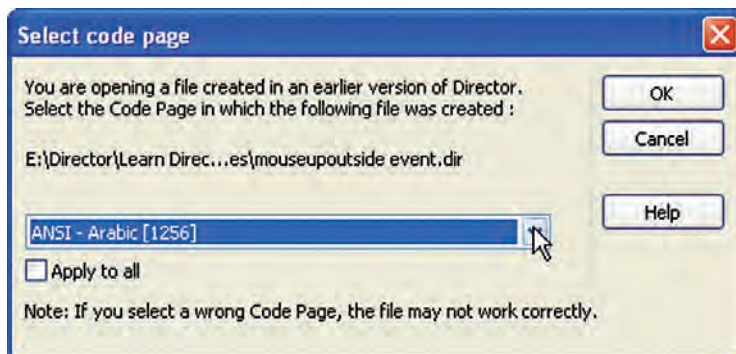 Select code page
You are opening a file created in an earlier version of Director.
Select the Code Page in which the following file was created :
E:\Director\Learn Direc...es\mouseupoutside event.dir
ANSI - Arabic [1256]
Apply to all
Note: If you select a wrong Code Page, the file may not work correctly.
OK
Cancel
Help